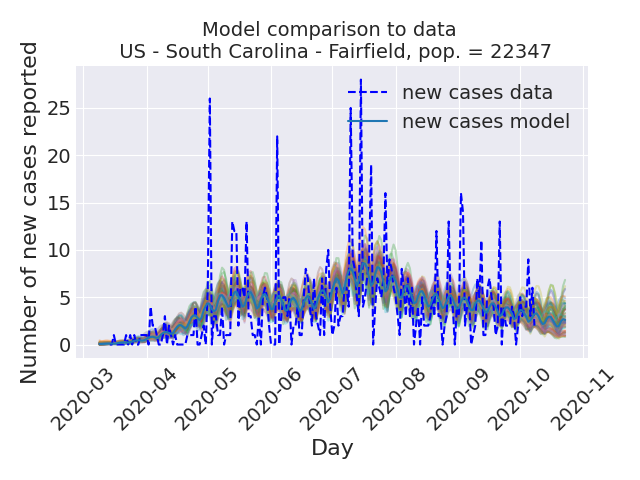 Model comparison to data
US - South Carolina - Fairfield, pop. = 22347
Number of new cases reported
25
20
15
10
5
0
new cases data
new cases model
2020-03
2020-04
2020-05
2020-06
2020-07
2020-08
2020-09
2020-10
2020-11
Day